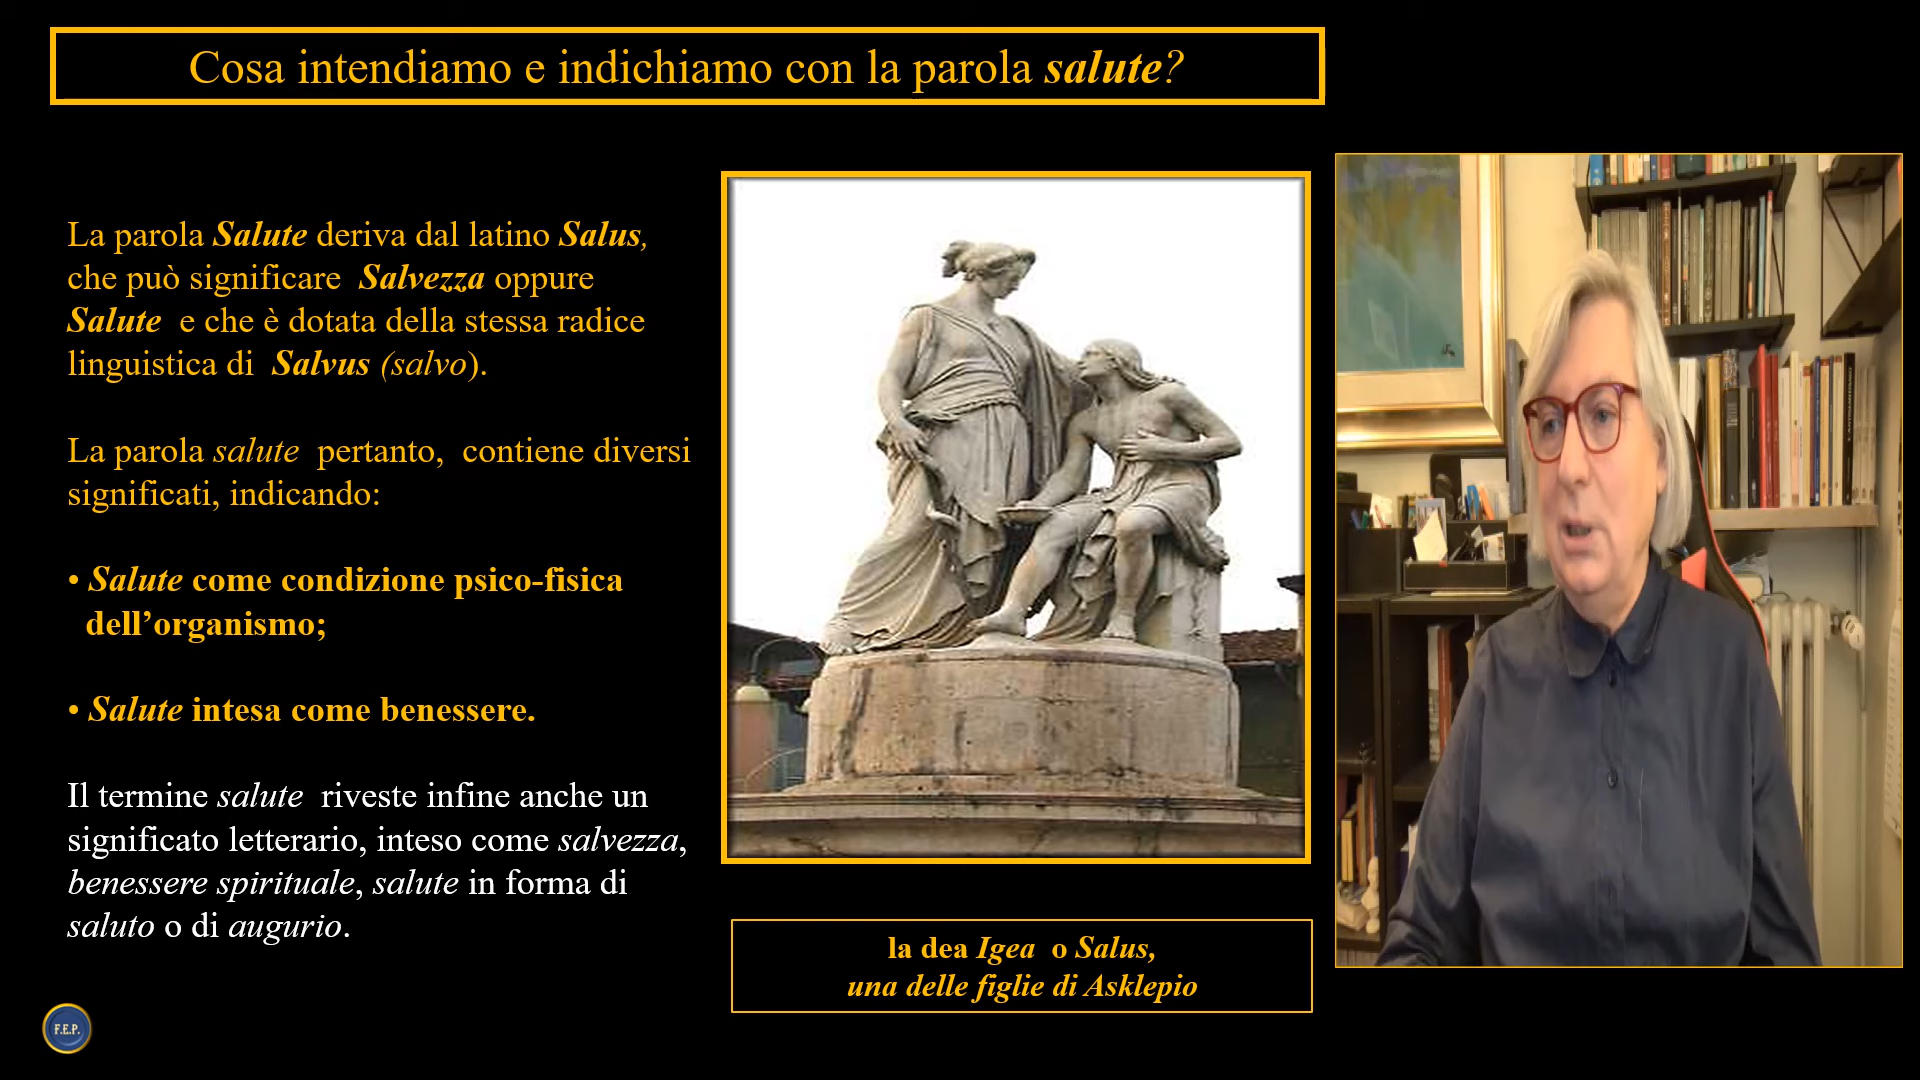 Cosa intendiamo e indichiamo con la parola salute?
La parola Salute deriva dal latino Salus,
che può significare Salvezza oppure
Salute e che è dotata della stessa radice
linguistica di Salvus (salvo).
La parola salute pertanto, contiene diversi
significati, indicando:
• Salute come condizione psico-fisica
dell’organismo;
• Salute intesa come benessere.
Il termine salute riveste infine anche un
significato letterario, inteso come salvezza,
benessere spirituale, salute in forma di
saluto o di augurio.
la dea Igea o Salus,
una delle figlie di Asklepio
F.E.P.